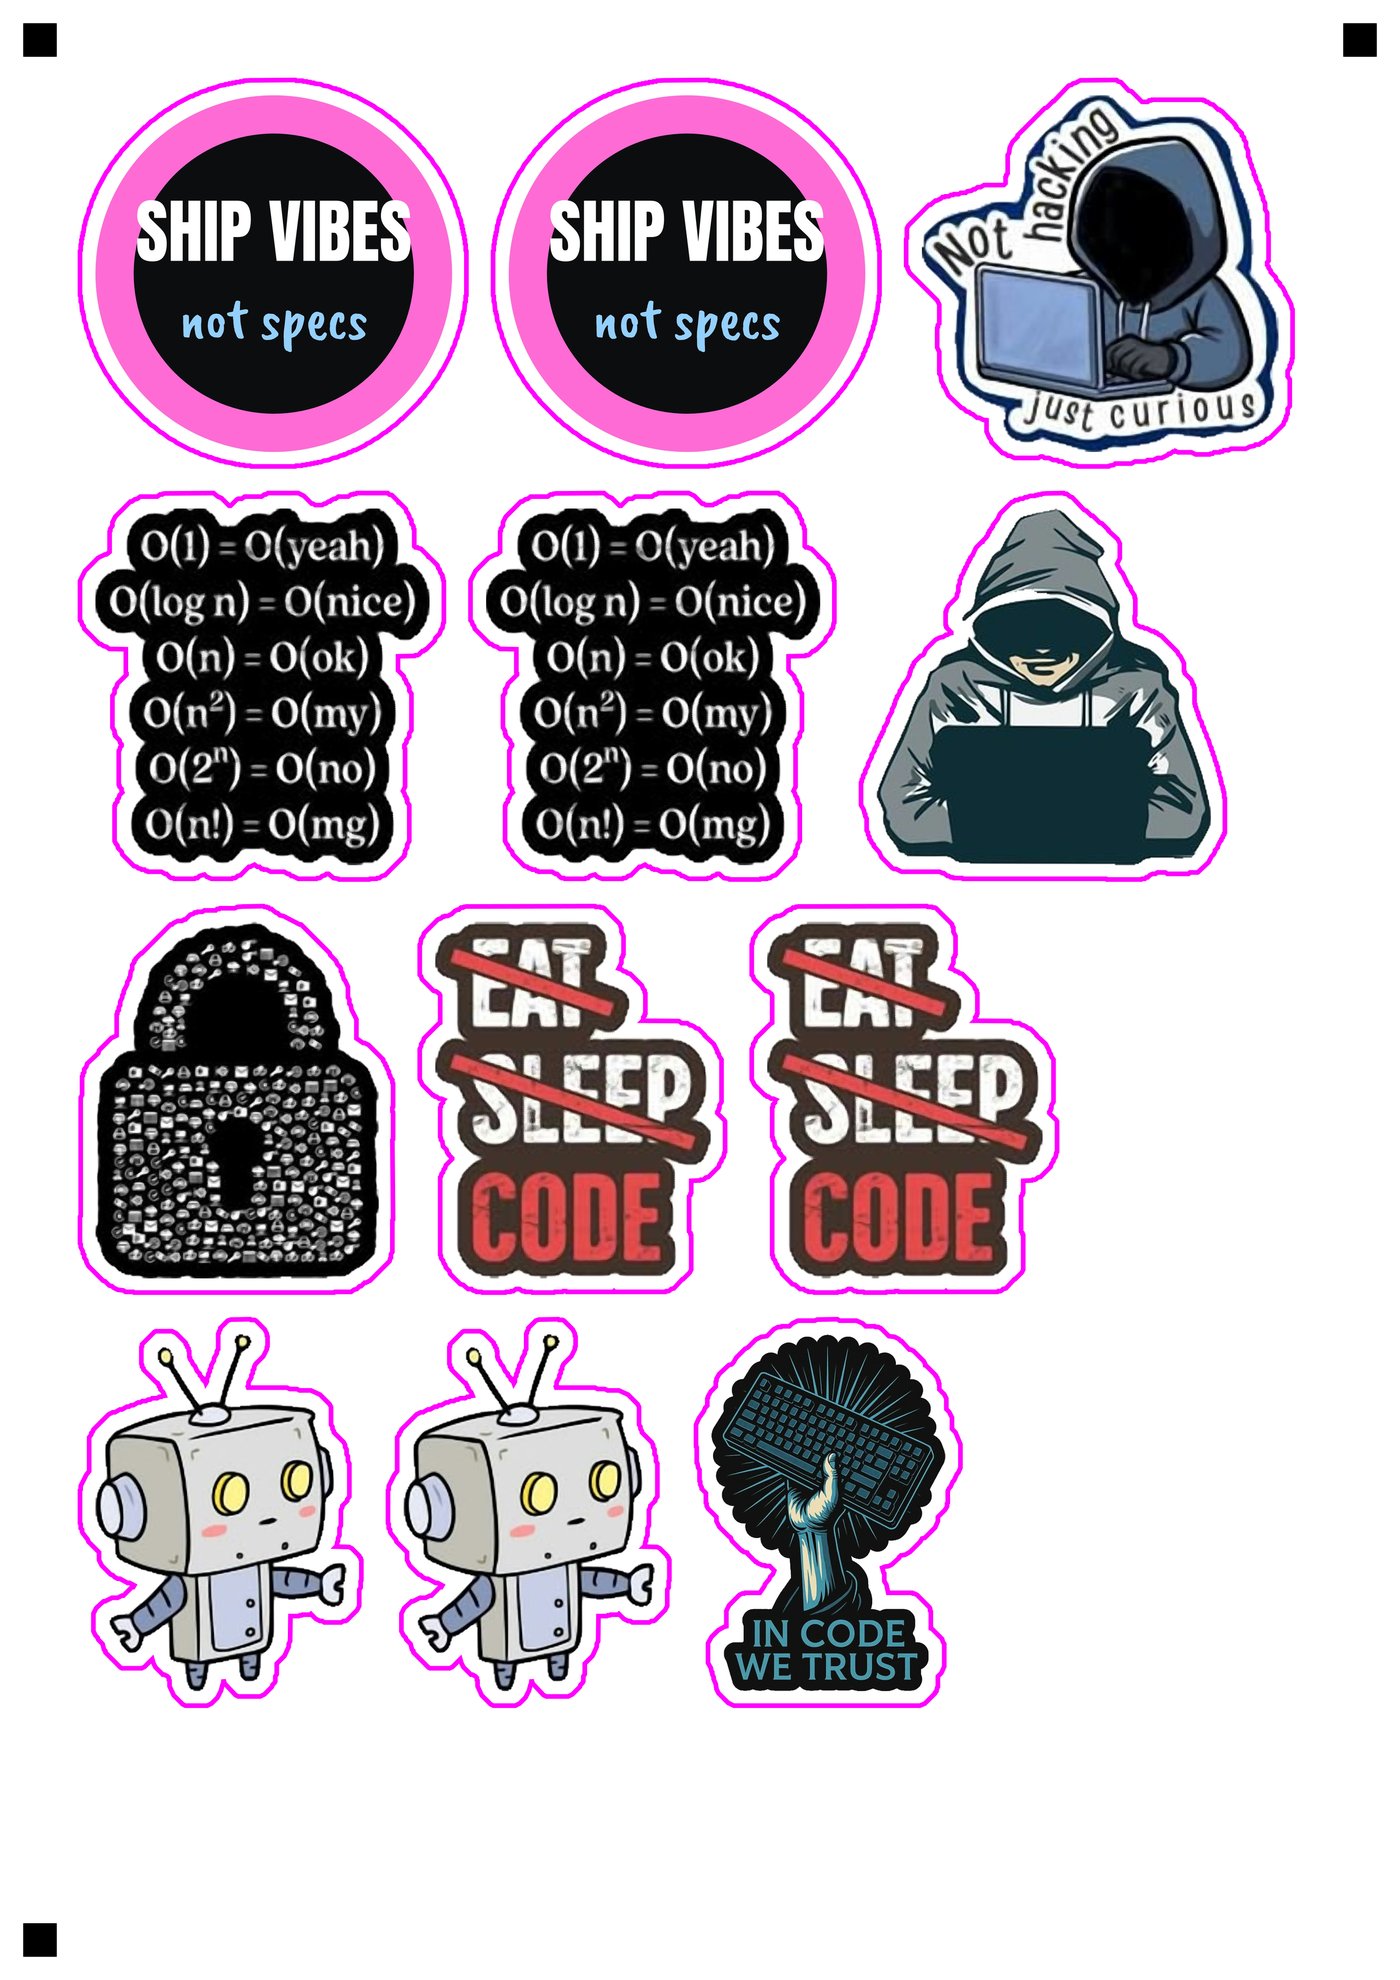 SHIP VIBES
not specs
SHIP VIBES
not specs
Not hacking
just curious
O(1) = O(yeah)
O(log n) = O(nice)
O(n) = O(ok)
O(n²) = O(my)
O(2ⁿ) = O(no)
O(n!) = O(mg)
O(1) = O(yeah)
O(log n) = O(nice)
O(n) = O(ok)
O(n²) = O(my)
O(2ⁿ) = O(no)
O(n!) = O(mg)
EAT
SLEEP
CODE
EAT
SLEEP
CODE
IN CODE
WE TRUST